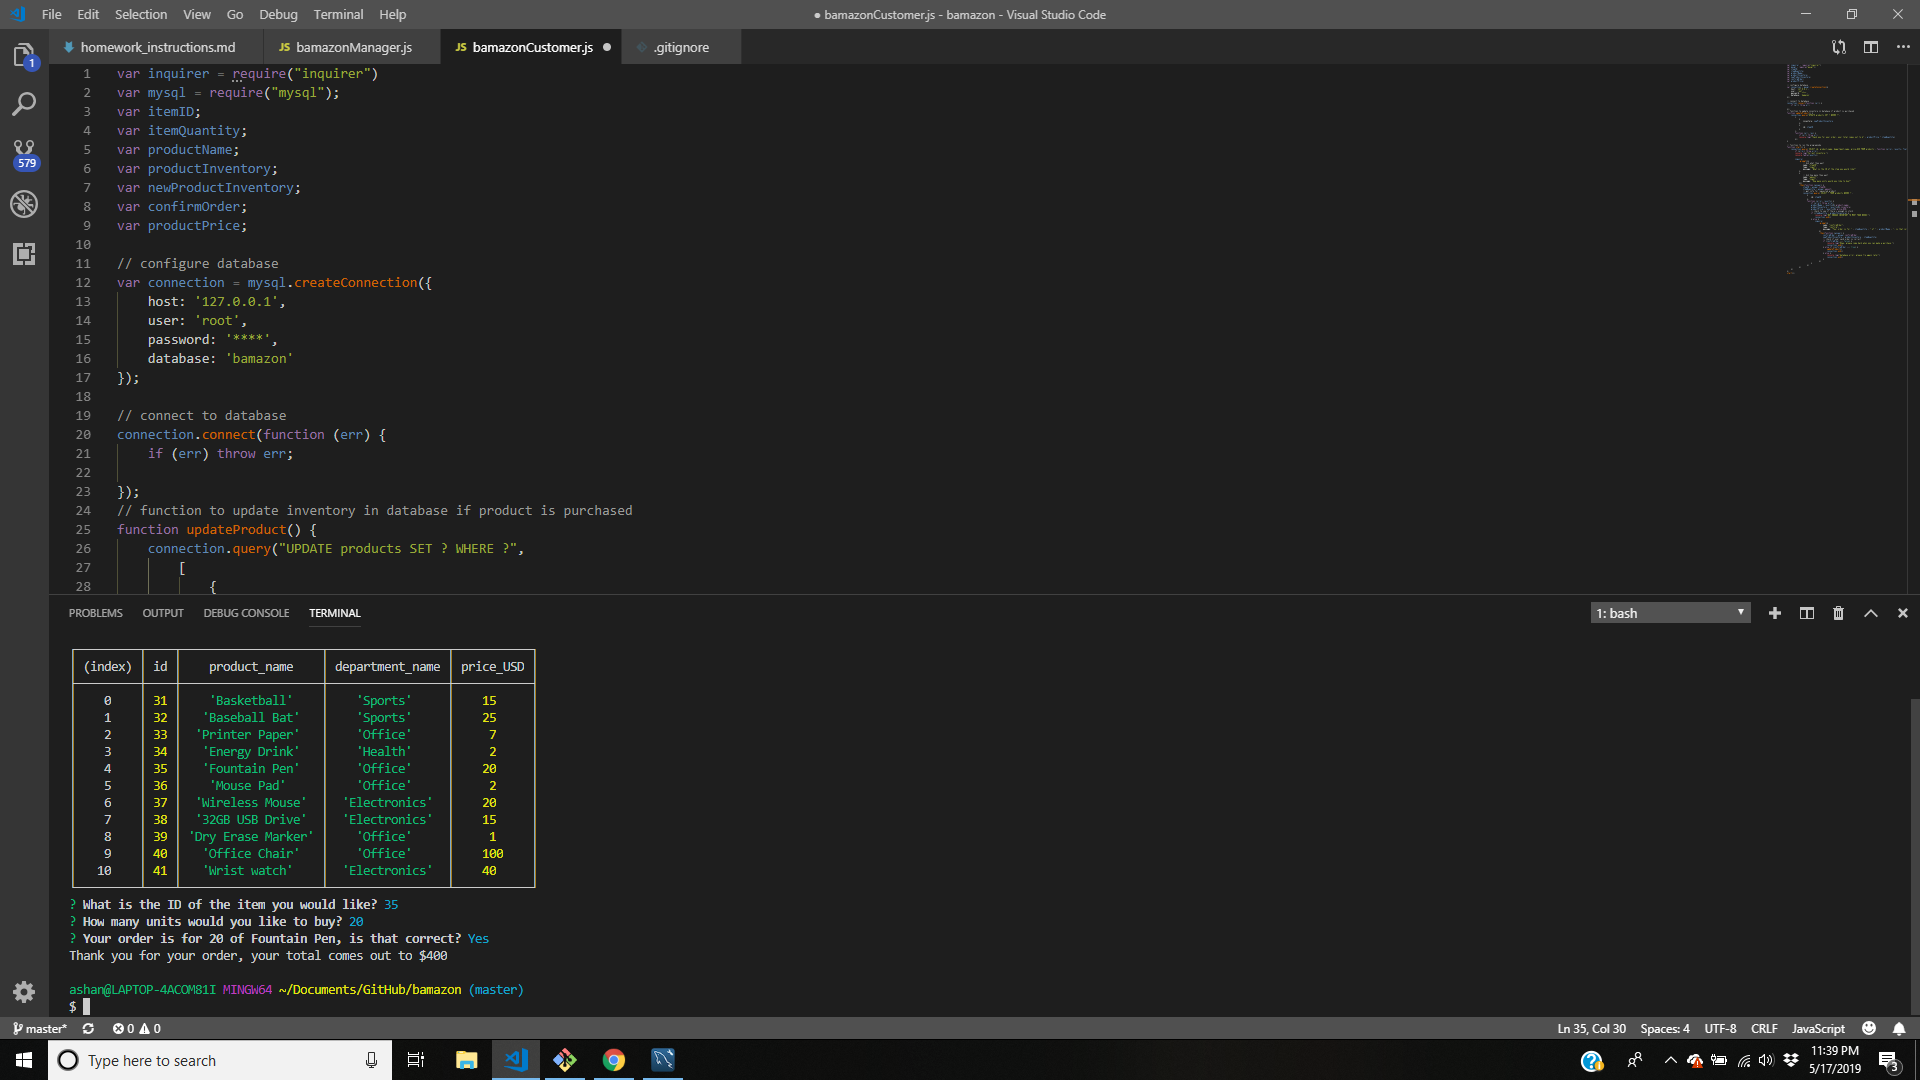 File Edit Selection View Go Debug Terminal Help
● bamazonCustomer.js - bamazon - Visual Studio Code
homework_instructions.md
JS bamazonManager.js
JS bamazonCustomer.js ●
.gitignore
1
579
1 var inquirer = require("inquirer")
2 var mysql = require("mysql");
3 var itemID;
4 var itemQuantity;
5 var productName;
6 var productInventory;
7 var newProductInventory;
8 var confirmOrder;
9 var productPrice;
10
11 // configure database
12 var connection = mysql.createConnection({
13 host: '127.0.0.1',
14 user: 'root',
15 password: '****',
16 database: 'bamazon'
17 });
18
19 // connect to database
20 connection.connect(function (err) {
21 if (err) throw err;
22
23 });
24 // function to update inventory in database if product is purchased
25 function updateProduct() {
26 connection.query("UPDATE products SET ? WHERE ?",
27 [
28 {
PROBLEMS OUTPUT DEBUG CONSOLE TERMINAL
1: bash
(index) id product_name department_name price_USD
0 31 'Basketball' 'Sports' 15
1 32 'Baseball Bat' 'Sports' 25
2 33 'Printer Paper' 'Office' 7
3 34 'Energy Drink' 'Health' 2
4 35 'Fountain Pen' 'Office' 20
5 36 'Mouse Pad' 'Office' 2
6 37 'Wireless Mouse' 'Electronics' 20
7 38 '32GB USB Drive' 'Electronics' 15
8 39 'Dry Erase Marker' 'Office' 1
9 40 'Office Chair' 'Office' 100
10 41 'Wrist watch' 'Electronics' 40
? What is the ID of the item you would like? 35
? How many units would you like to buy? 20
? Your order is for 20 of Fountain Pen, is that correct? Yes
Thank you for your order, your total comes out to $400
ashan@LAPTOP-4ACOM81I MINGW64 ~/Documents/GitHub/bamazon (master)
$
master* 0 0
Ln 35, Col 30 Spaces: 4 UTF-8 CRLF JavaScript
Type here to search
11:39 PM
5/17/2019
3